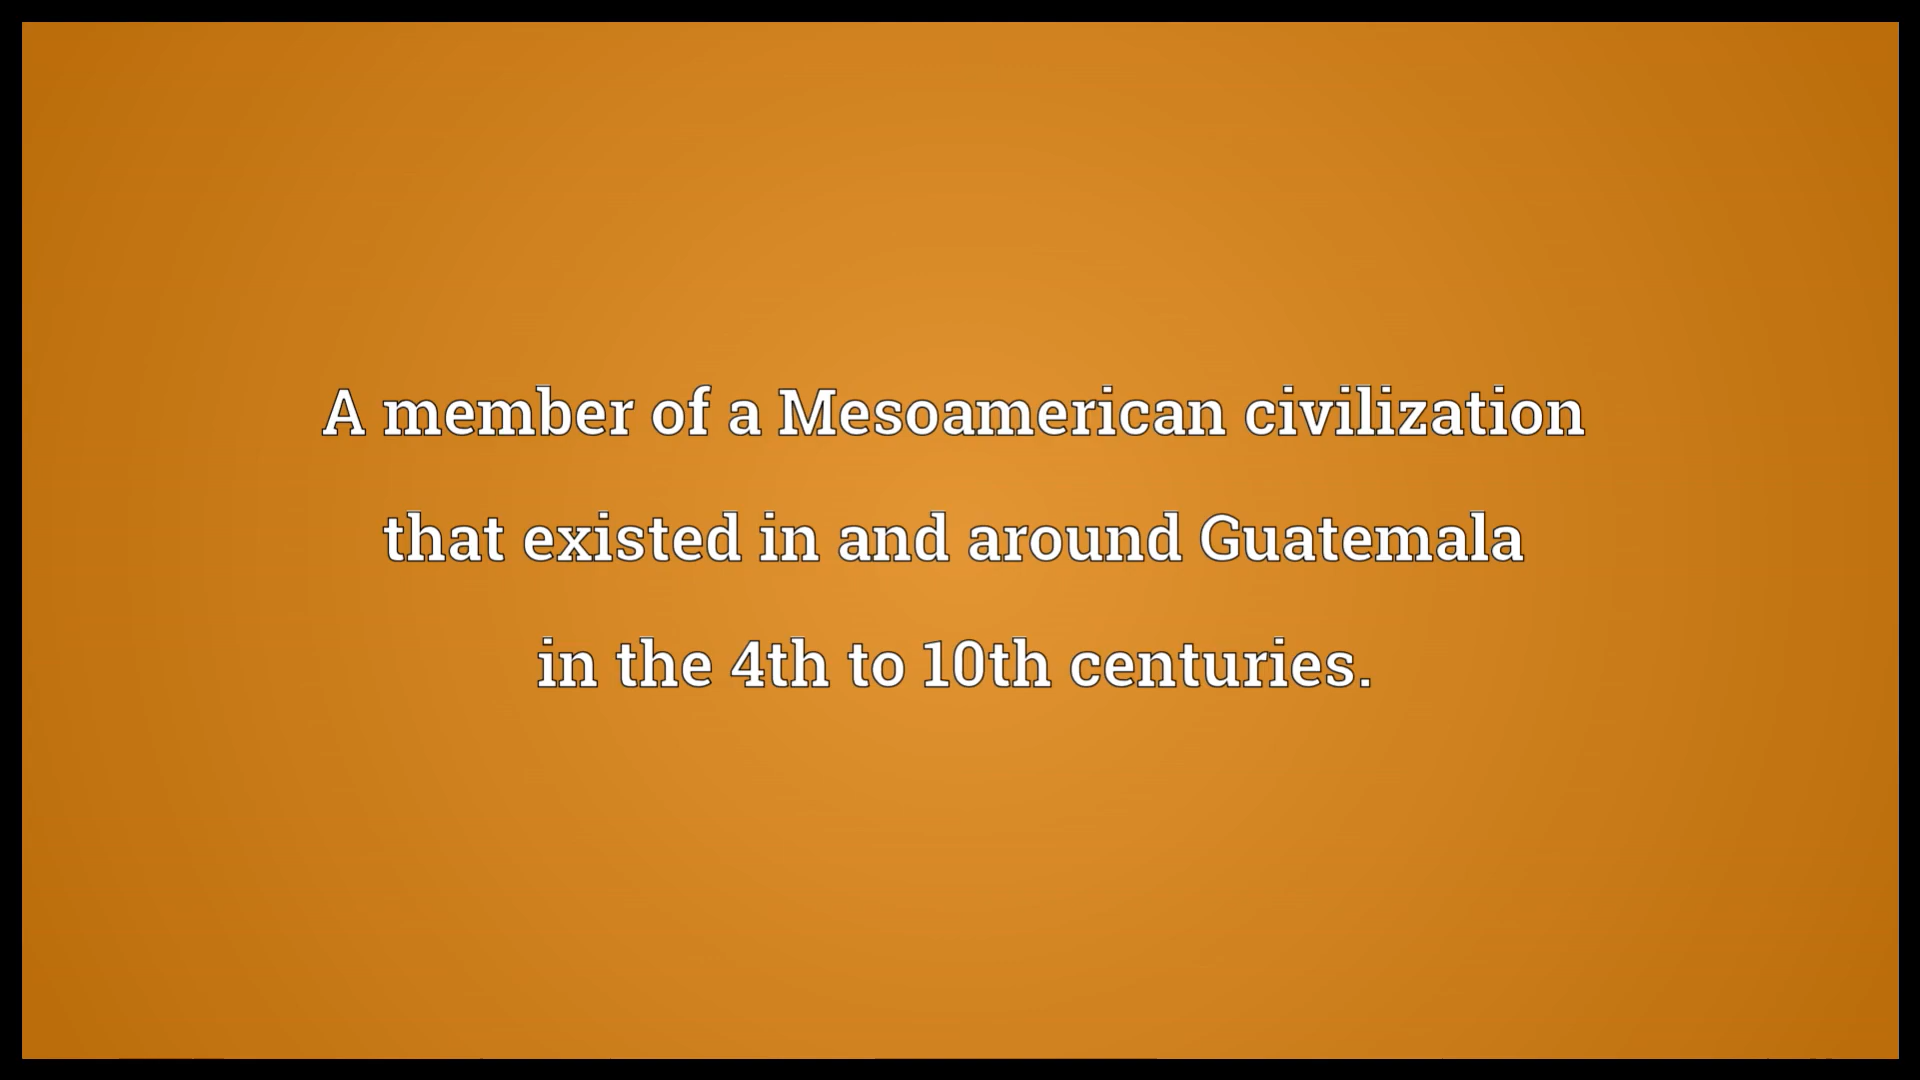 A member of a Mesoamerican civilization
that existed in and around Guatemala
in the 4th to 10th centuries.